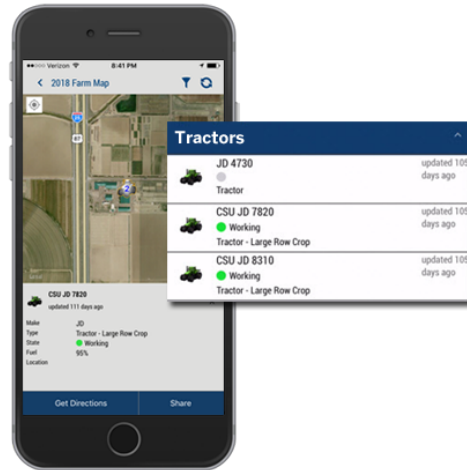 Verizon 8:41 PM
2018 Farm Map
2
CSU JD 7820
updated 111 days ago
Make JD
Type Tractor - Large Row Crop
State Working
Fuel 95%
Location
Get Directions Share
Tractors
JD 4730 updated 105
days ago
Tractor
CSU JD 7820 updated 105
Working days ago
Tractor - Large Row Crop
CSU JD 8310 updated 105
Working days ago
Tractor - Large Row Crop